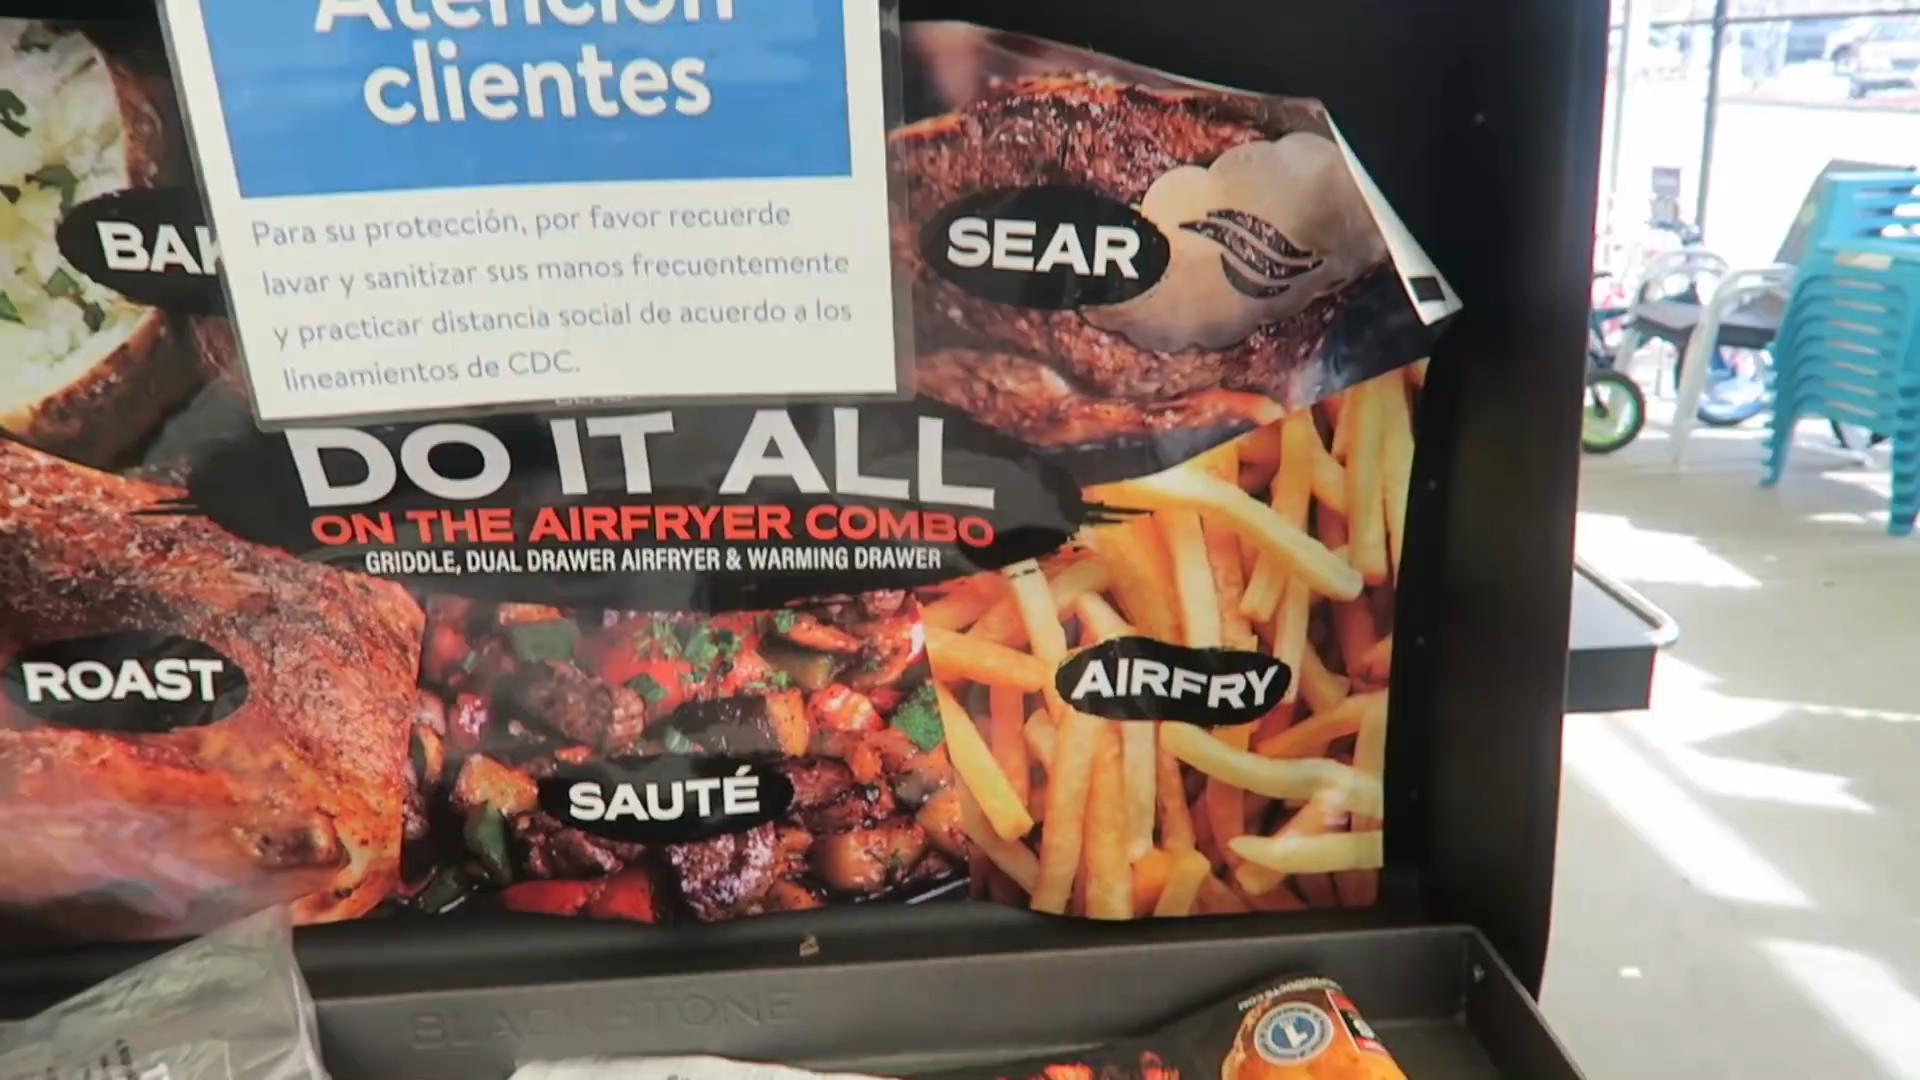 Atención
clientes
Para su protección, por favor recuerde
lavar y sanitizar sus manos frecuentemente
y practicar distancia social de acuerdo a los
lineamientos de CDC.
SEAR
DO IT ALL
ON THE AIRFRYER COMBO
GRIDDLE, DUAL DRAWER AIRFRYER & WARMING DRAWER
ROAST
AIRFRY
SAUTÉ
BLACKSTONE